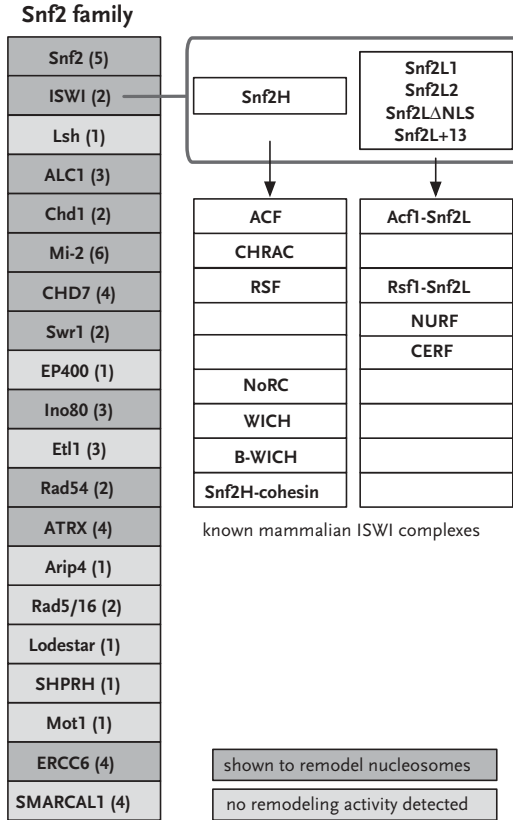 Snf2 family
Snf2 (5)
ISWI (2)
Lsh (1)
ALC1 (3)
Chd1 (2)
Mi-2 (6)
CHD7 (4)
Swr1 (2)
EP400 (1)
Ino80 (3)
Etl1 (3)
Rad54 (2)
ATRX (4)
Arip4 (1)
Rad5/16 (2)
Lodestar (1)
SHPRH (1)
Mot1 (1)
ERCC6 (4)
SMARCAL1 (4)
Snf2H
Snf2L1
Snf2L2
Snf2LΔNLS
Snf2L+13
ACF
CHRAC
RSF
NoRC
WICH
B-WICH
Snf2H-cohesin
Acf1-Snf2L
Rsf1-Snf2L
NURF
CERF
known mammalian ISWI complexes
shown to remodel nucleosomes
no remodeling activity detected